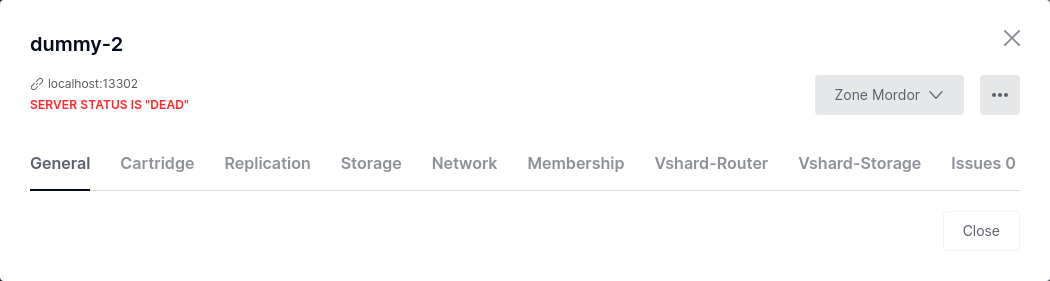 dummy-2
localhost:13302
SERVER STATUS IS "DEAD"
Zone Mordor
General Cartridge Replication Storage Network Membership Vshard-Router Vshard-Storage Issues 0
Close